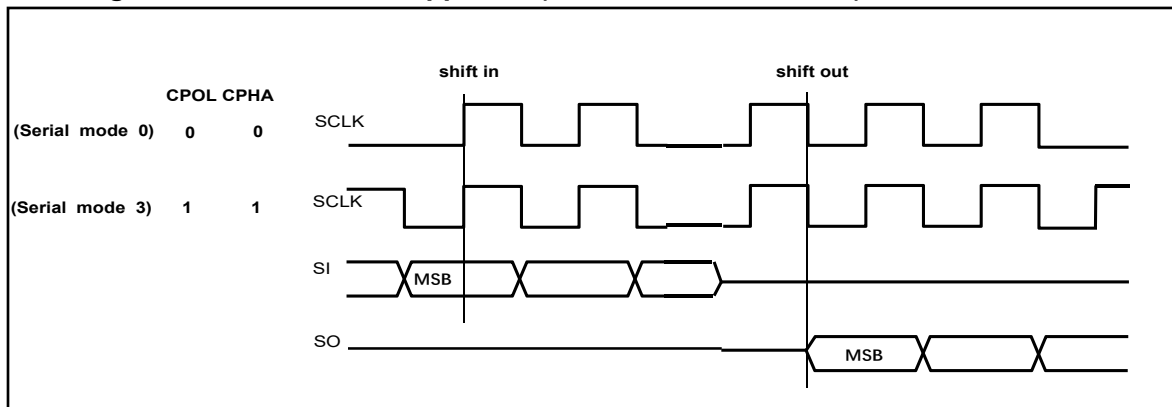 shift in shift out
CPOL CPHA
(Serial mode 0) 0 0 SCLK
(Serial mode 3) 1 1 SCLK
SI MSB
SO MSB